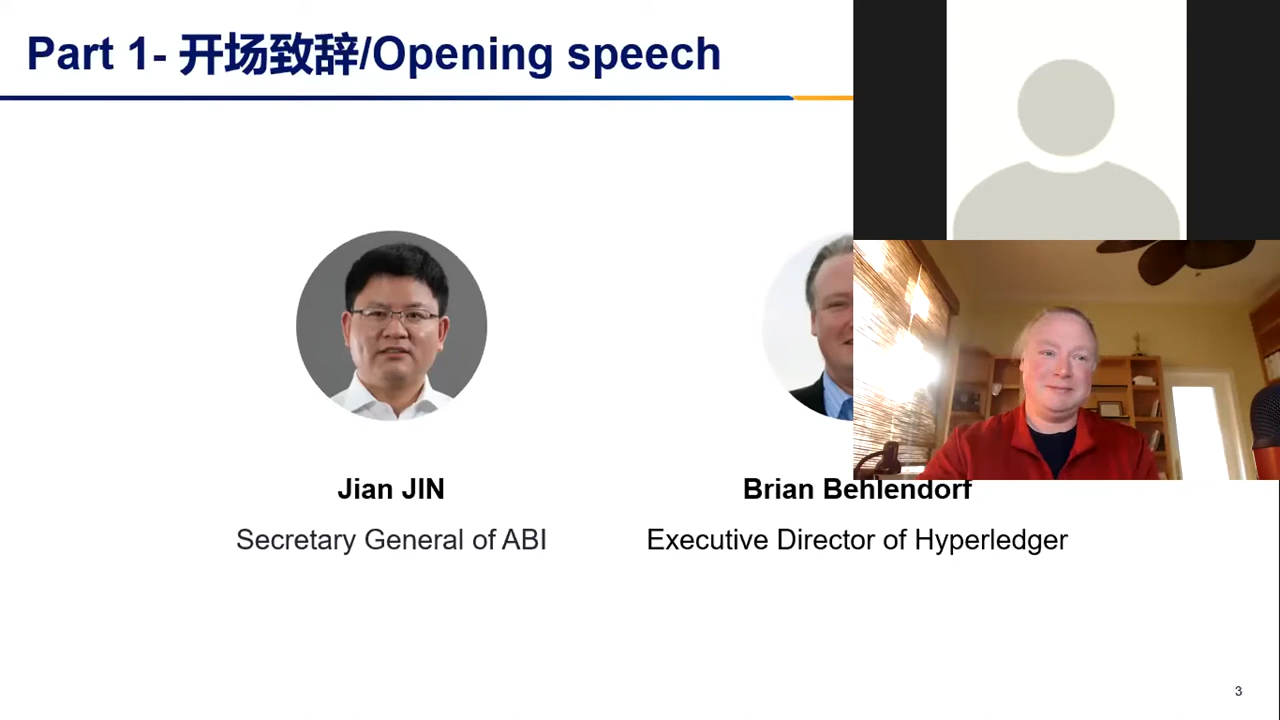 Part 1- 开场致辞/Opening speech
Jian JIN
Secretary General of ABI
Brian Behlendorf
Executive Director of Hyperledger
3